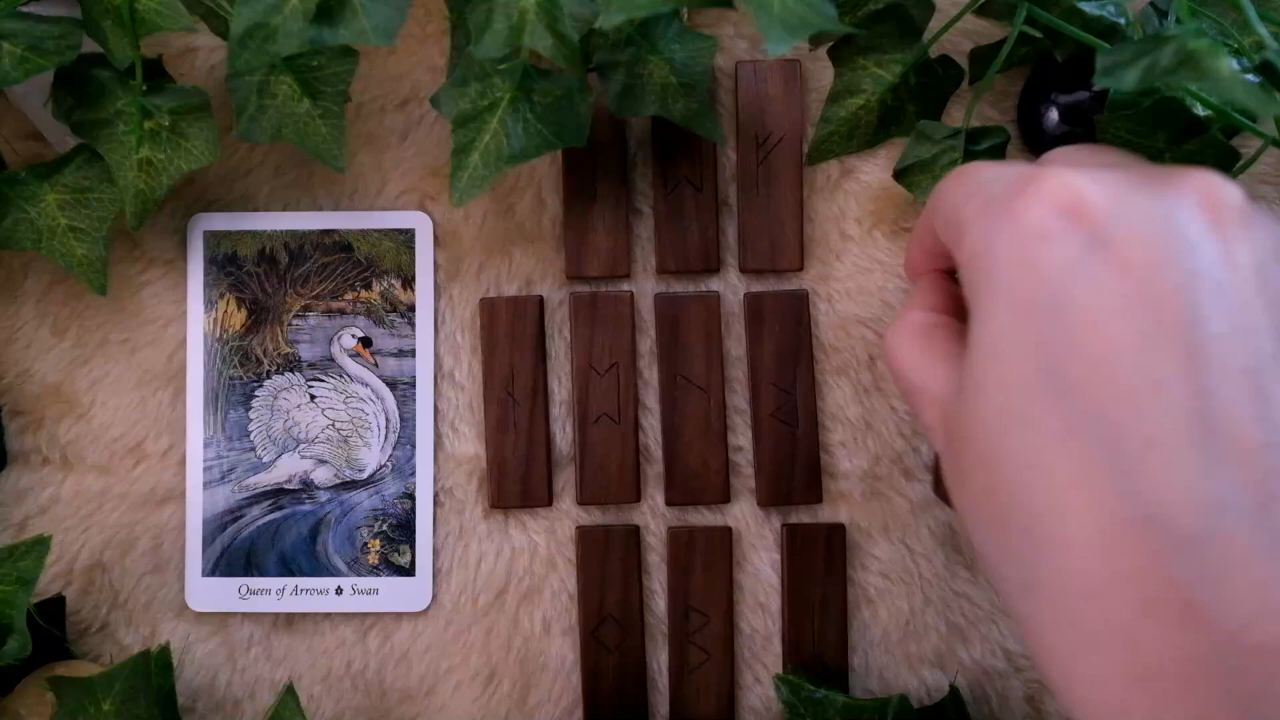 ᚠ
ᚾ ᛈ ᛚ
ᛜ ᛒ
Queen of Arrows ✽ Swan